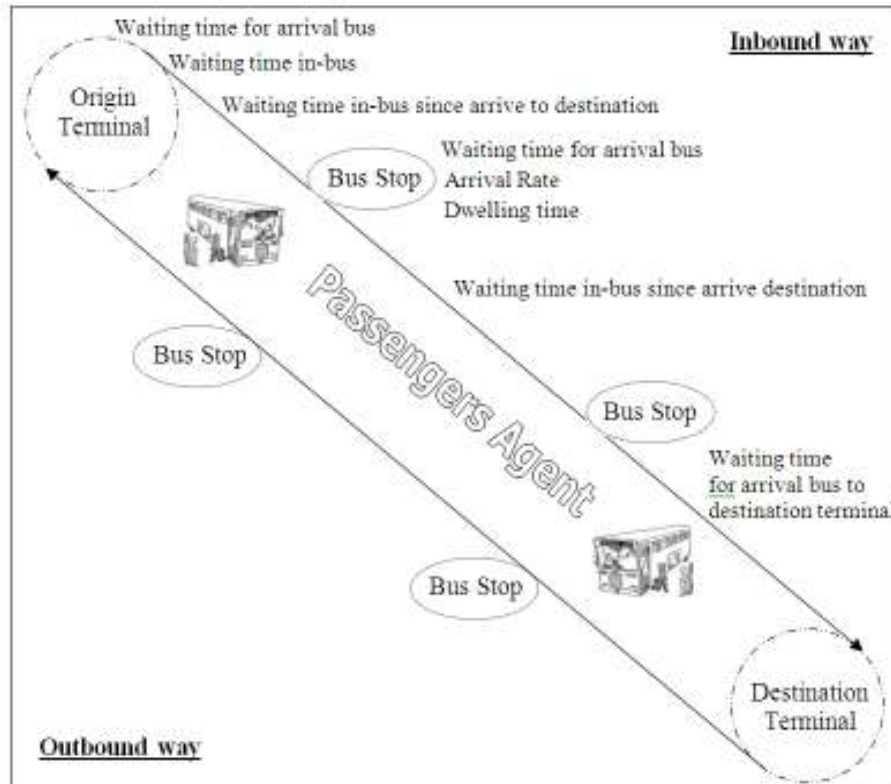 Waiting time for arrival bus
Inbound way
Waiting time in-bus
Origin
Terminal
Waiting time in-bus since arrive to destination
Waiting time for arrival bus
Bus Stop
Arrival Rate
Dwelling time
Waiting time in-bus since arrive destination
Passengers Agent
Bus Stop
Bus Stop
Waiting time
for arrival bus to
destination terminal
Bus Stop
Destination
Terminal
Outbound way